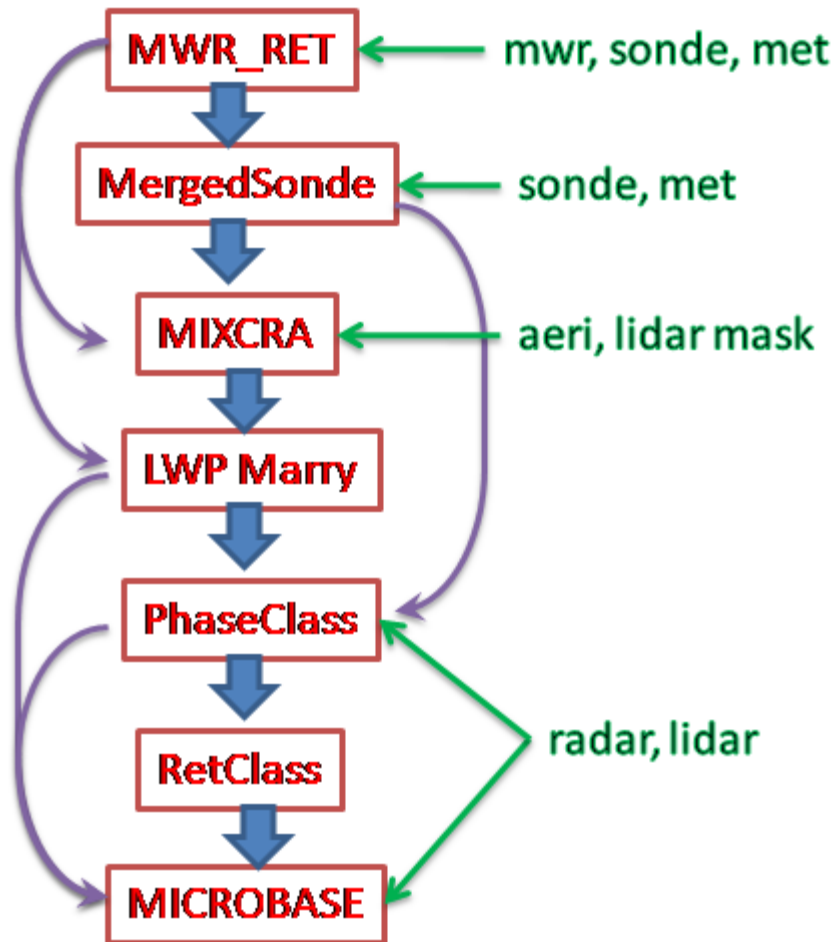 MWR_RET
mwr, sonde, met
MergedSonde
sonde, met
MIXCRA
aeri, lidar mask
LWP Marry
PhaseClass
radar, lidar
RetClass
MICROBASE